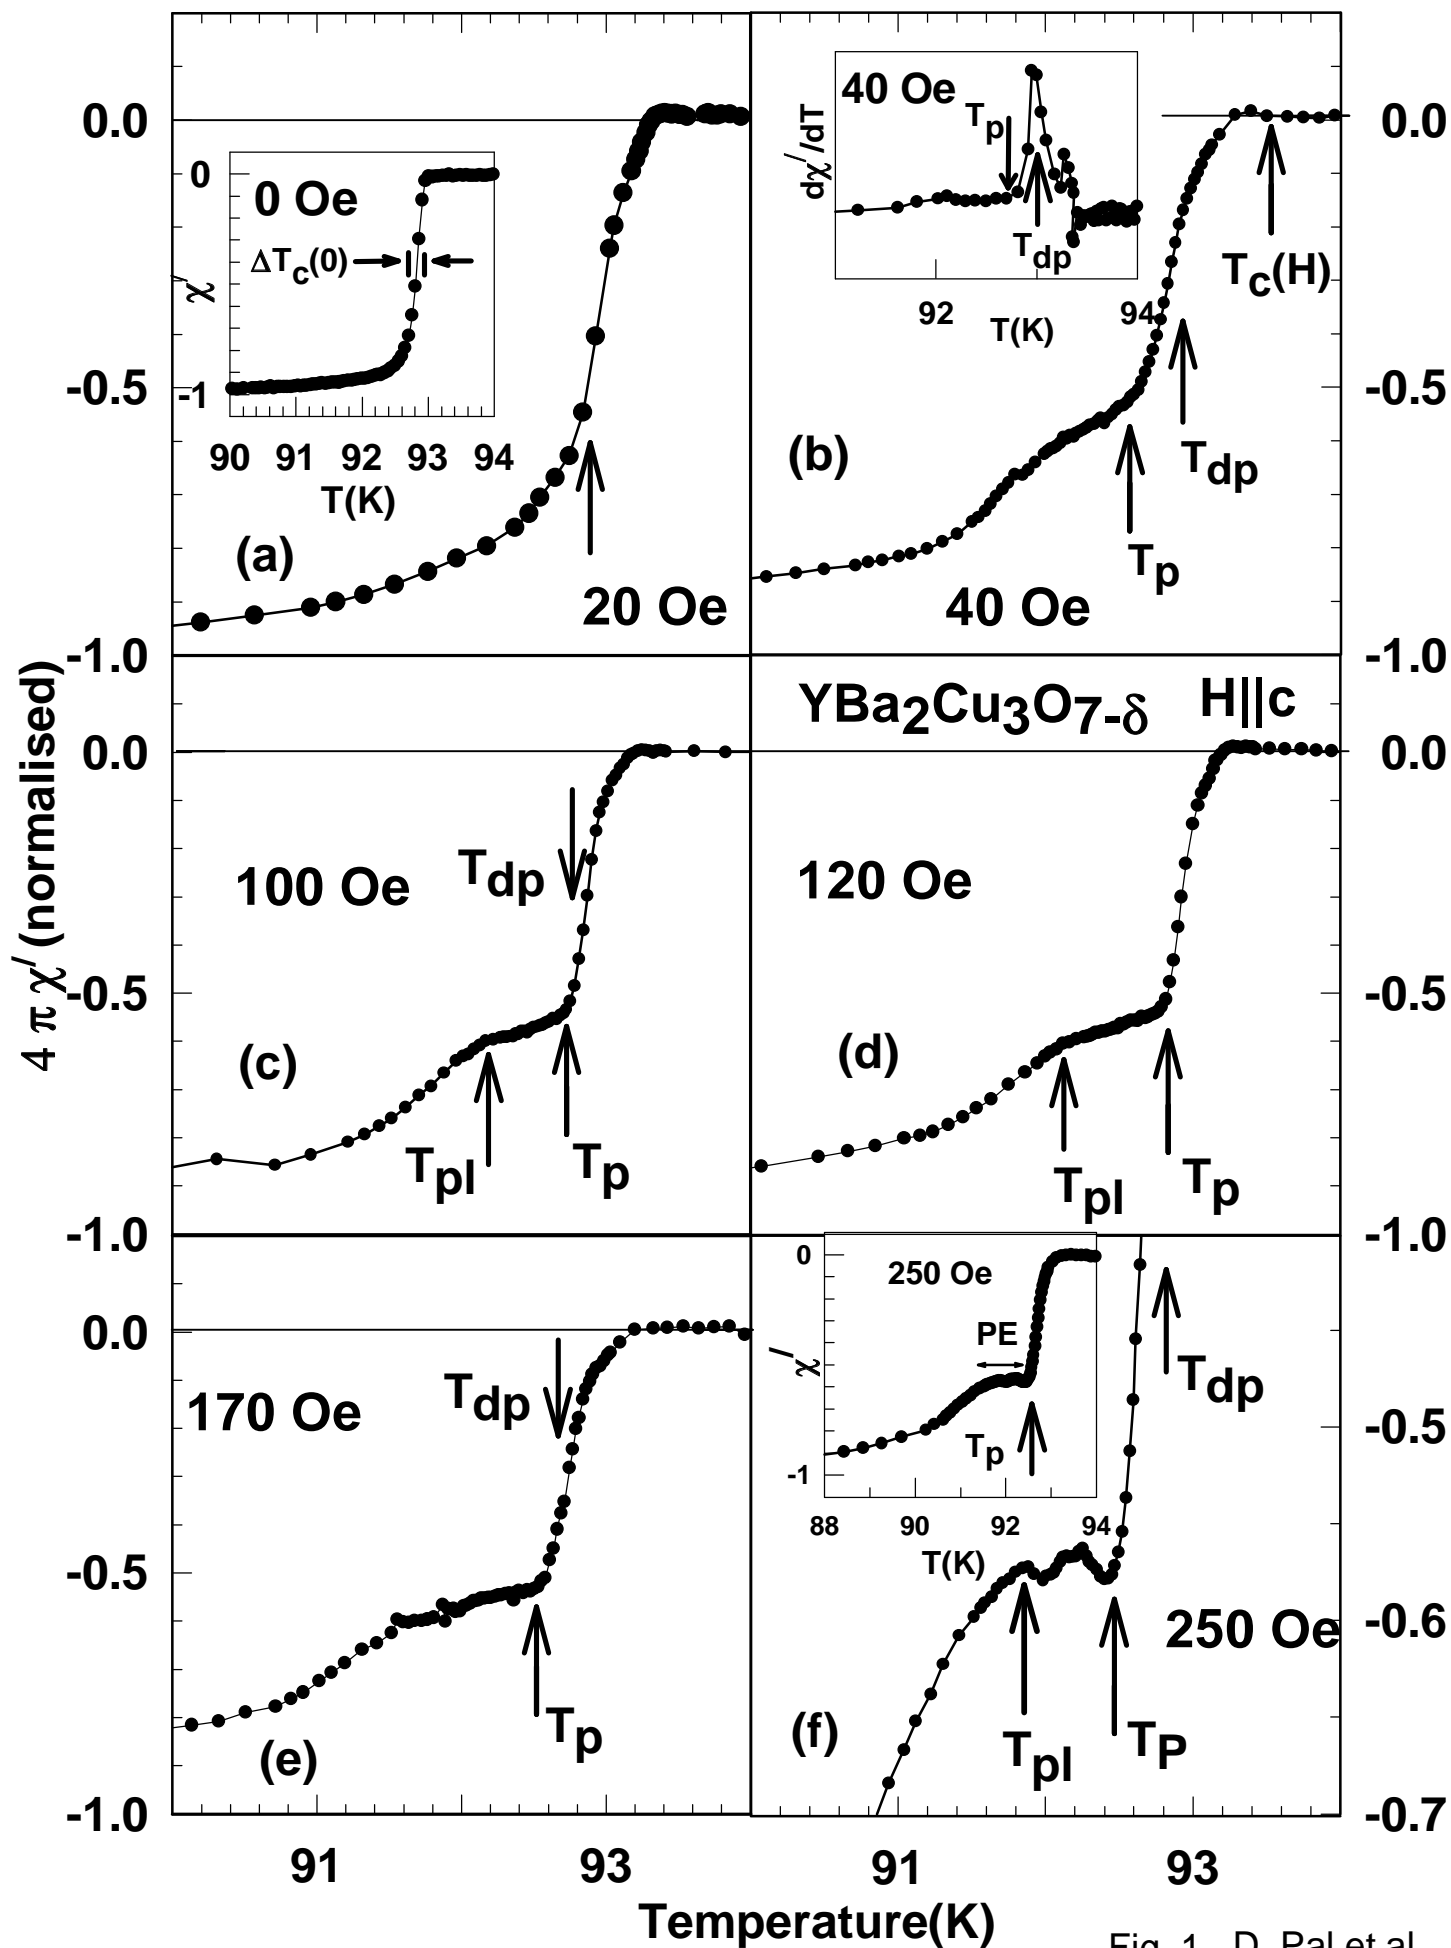 0.0
-0.5
-1.0
0 Oe
ΔTc(0)
χ′
0
-1
90 91 92 93 94
T(K)
(a)
20 Oe
40 Oe
Tp
Tdp
dχ′/dT
92 94
T(K)
0.0
-0.5
-1.0
Tc(H)
Tdp
Tp
(b)
40 Oe
4 π χ′ (normalised)
0.0
-0.5
-1.0
100 Oe
Tdp
(c)
Tpl
Tp
YBa2Cu3O7-δ H||c
0.0
-0.5
-1.0
120 Oe
(d)
Tpl
Tp
0.0
-0.5
-1.0
170 Oe
Tdp
(e)
Tp
91 93
0
-1
250 Oe
PE
χ′
Tp
88 90 92 94
T(K)
Tdp
-0.5
-0.6
-0.7
250 Oe
(f)
Tpl
TP
91 93
Temperature(K)
Fig. 1 D. Pal et al